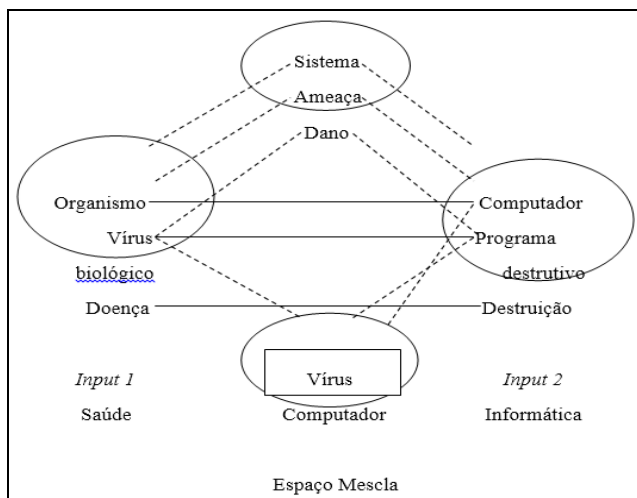 Sistema
Ameaça
Dano
Organismo Computador
Vírus Programa
biológico destrutivo
Doença Destruição
Input 1 Vírus Input 2
Saúde Computador Informática
Espaço Mescla